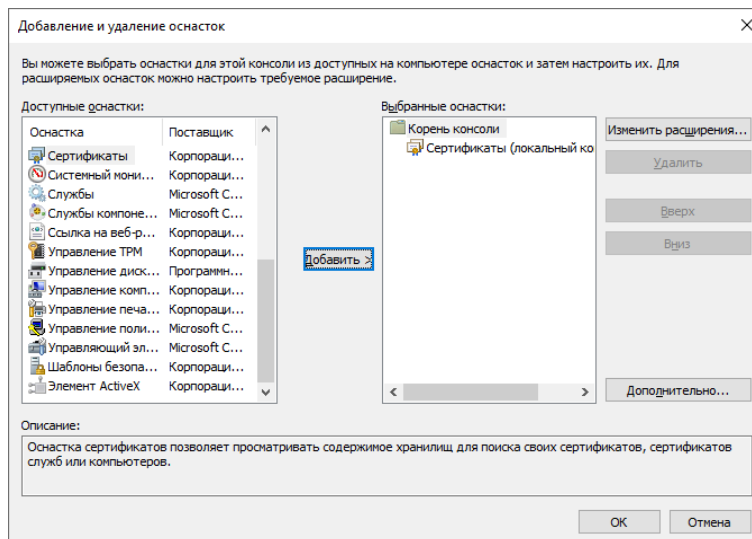 Добавление и удаление оснасток
Вы можете выбрать оснастки для этой консоли из доступных на компьютере оснасток и затем настроить их. Для
расширяемых оснасток можно настроить требуемое расширение.
Доступные оснастки:
Выбранные оснастки:
Оснастка Поставщик
Сертификаты Корпораци...
Системный мони... Корпораци...
Службы Microsoft C...
Службы компоне... Microsoft C...
Ссылка на веб-р... Корпораци...
Управление TPM Корпораци...
Управление диск... Программн...
Управление комп... Корпораци...
Управление печа... Корпораци...
Управление поли... Microsoft C...
Управляющий эл... Microsoft C...
Шаблоны безопа... Корпораци...
Элемент ActiveX Корпораци...
Добавить >
Корень консоли
Сертификаты (локальный ко
Изменить расширения...
Удалить
Вверх
Вниз
Дополнительно...
Описание:
Оснастка сертификатов позволяет просматривать содержимое хранилищ для поиска своих сертификатов, сертификатов
служб или компьютеров.
ОК
Отмена